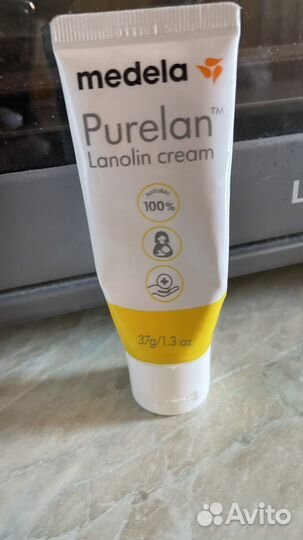 medela
Purelan™
Lanolin cream
NATURAL
100%
37g/1.3 oz
L
Avito